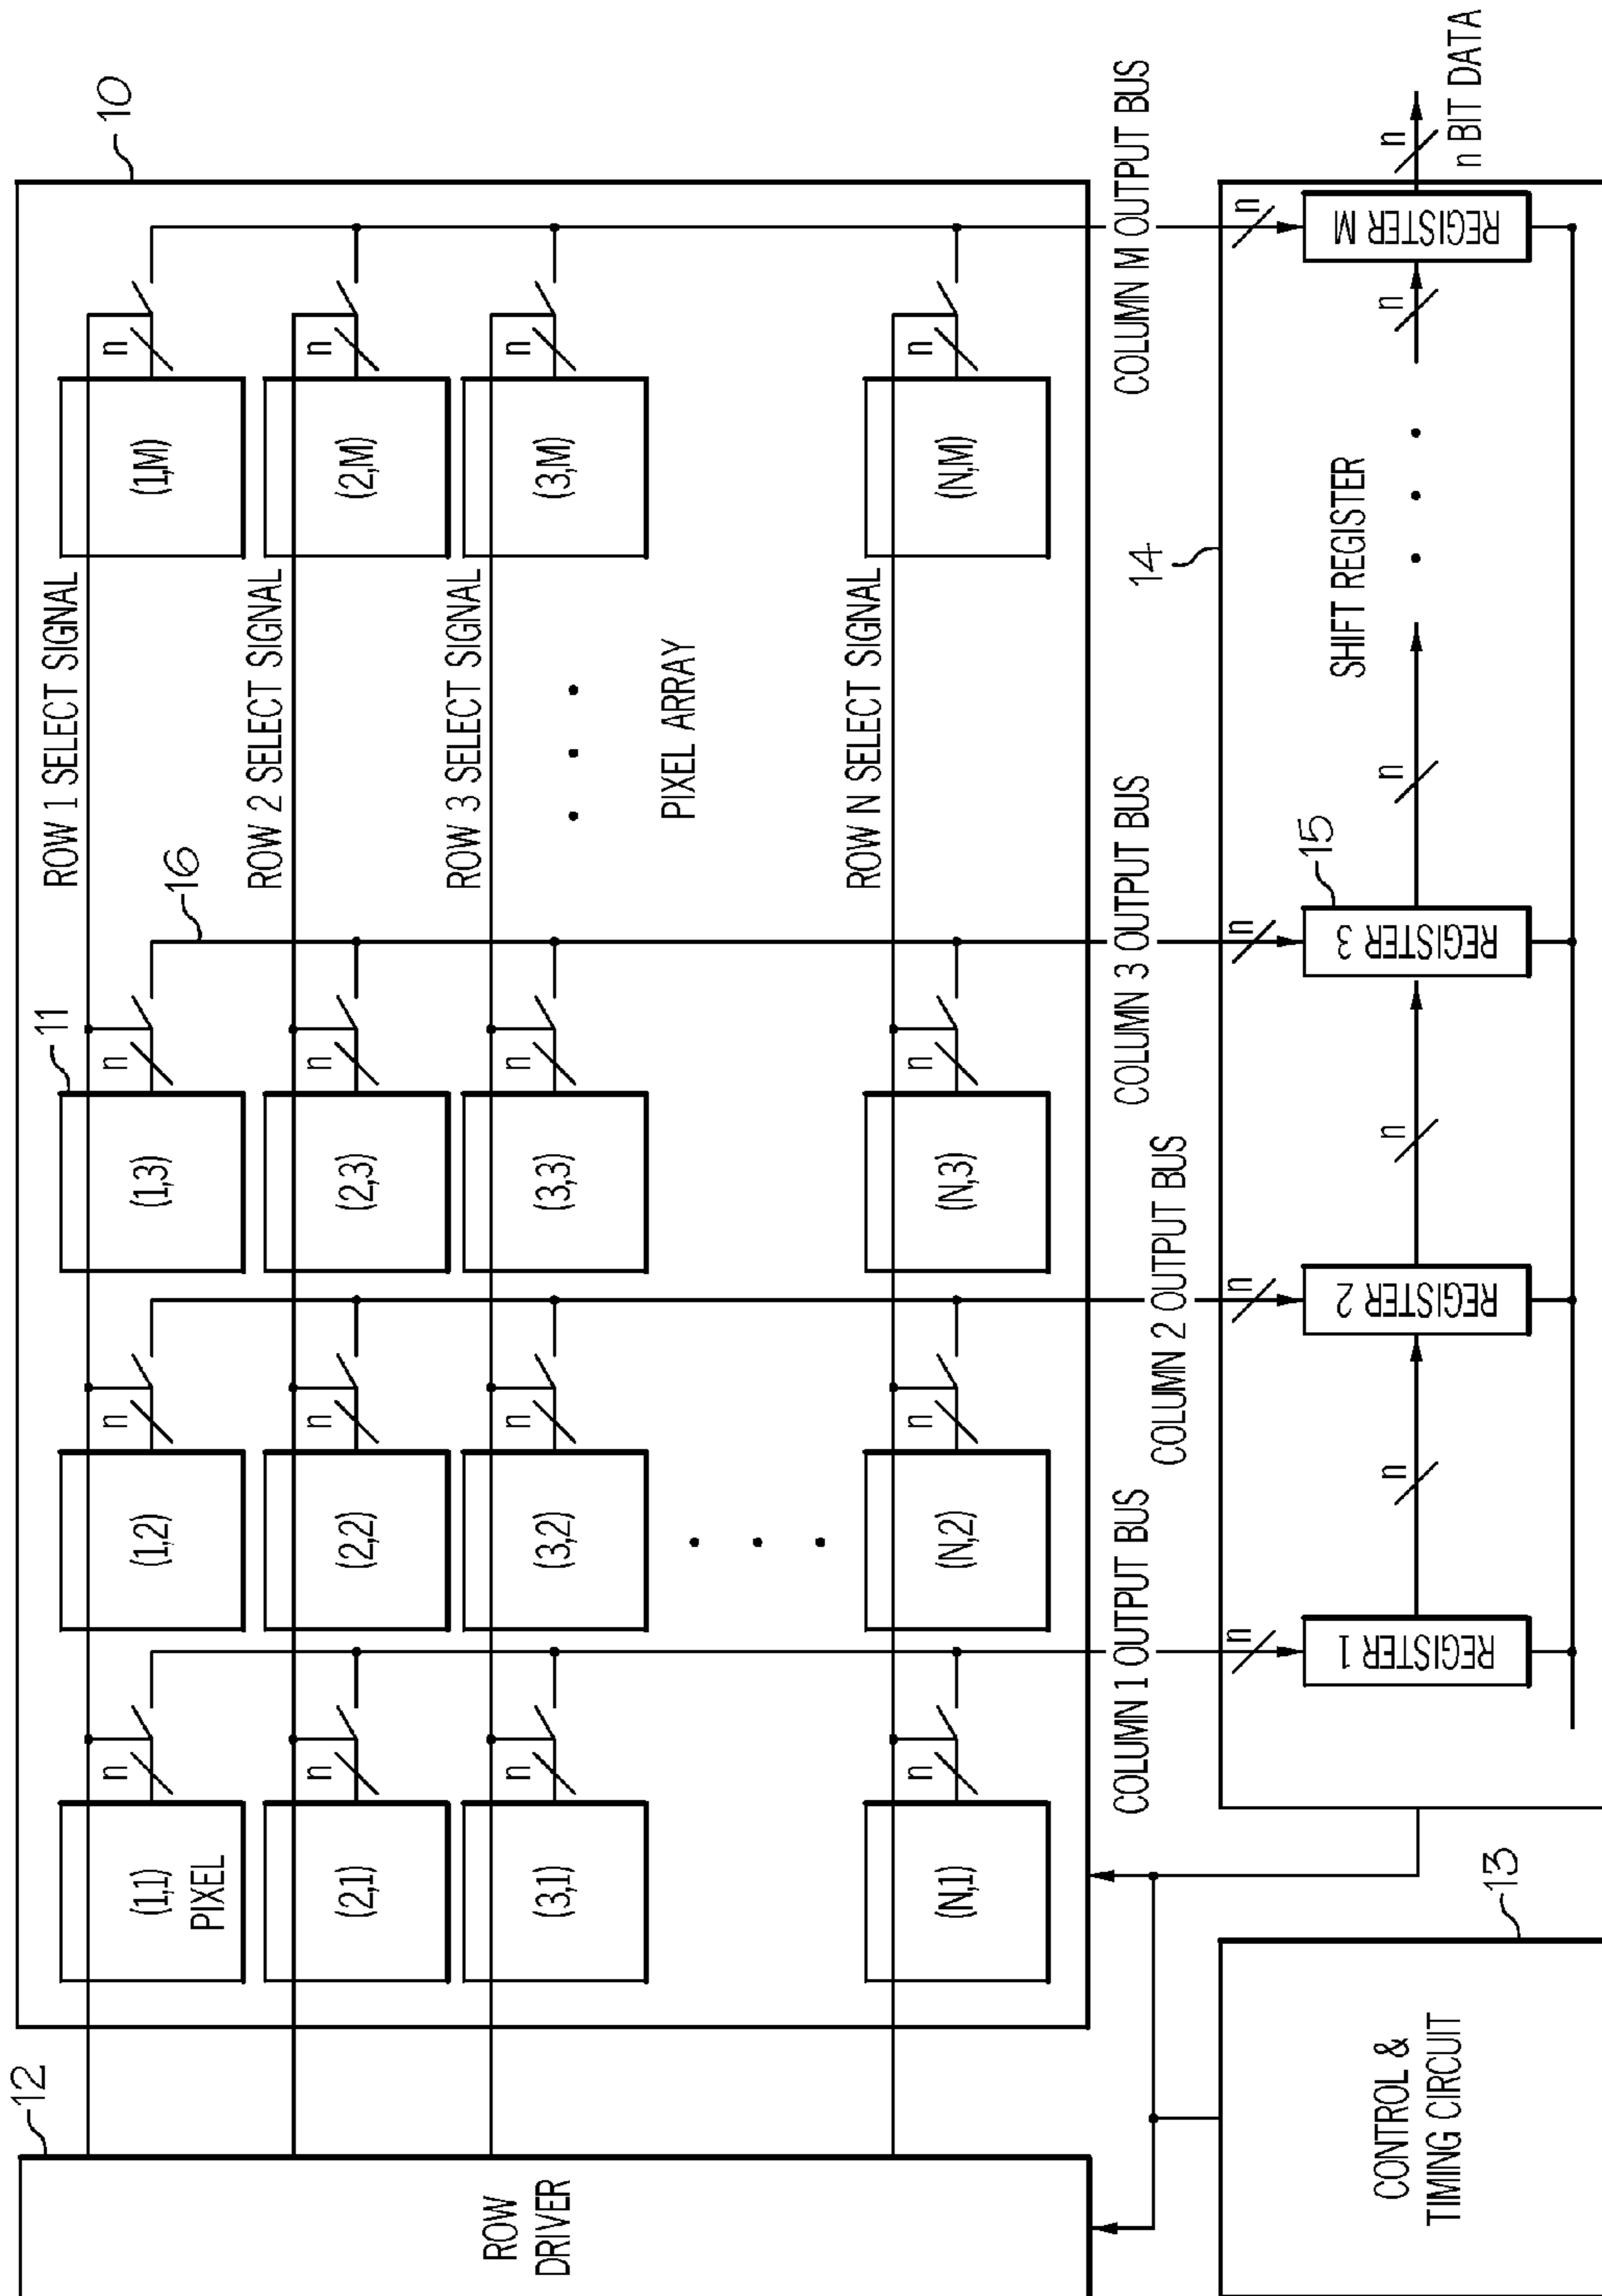 10
ROW 1 SELECT SIGNAL
11
16
n
n
n
n
(1,1)
PIXEL
(1,2)
(1,3)
(1,M)
12
ROW 2 SELECT SIGNAL
n
n
n
n
(2,1)
(2,2)
(2,3)
(2,M)
ROW 3 SELECT SIGNAL
n
n
n
n
(3,1)
(3,2)
(3,3)
(3,M)
ROW
DRIVER
PIXEL ARRAY
ROW N SELECT SIGNAL
n
n
n
n
(N,1)
(N,2)
(N,3)
(N,M)
COLUMN 1 OUTPUT BUS
COLUMN 2 OUTPUT BUS
COLUMN 3 OUTPUT BUS
COLUMN M OUTPUT BUS
14
n
n
n
n
SHIFT REGISTER
15
REGISTER 1
REGISTER 2
REGISTER 3
REGISTER M
n
n
n
n
n
n BIT DATA
13
CONTROL &
TIMING CIRCUIT